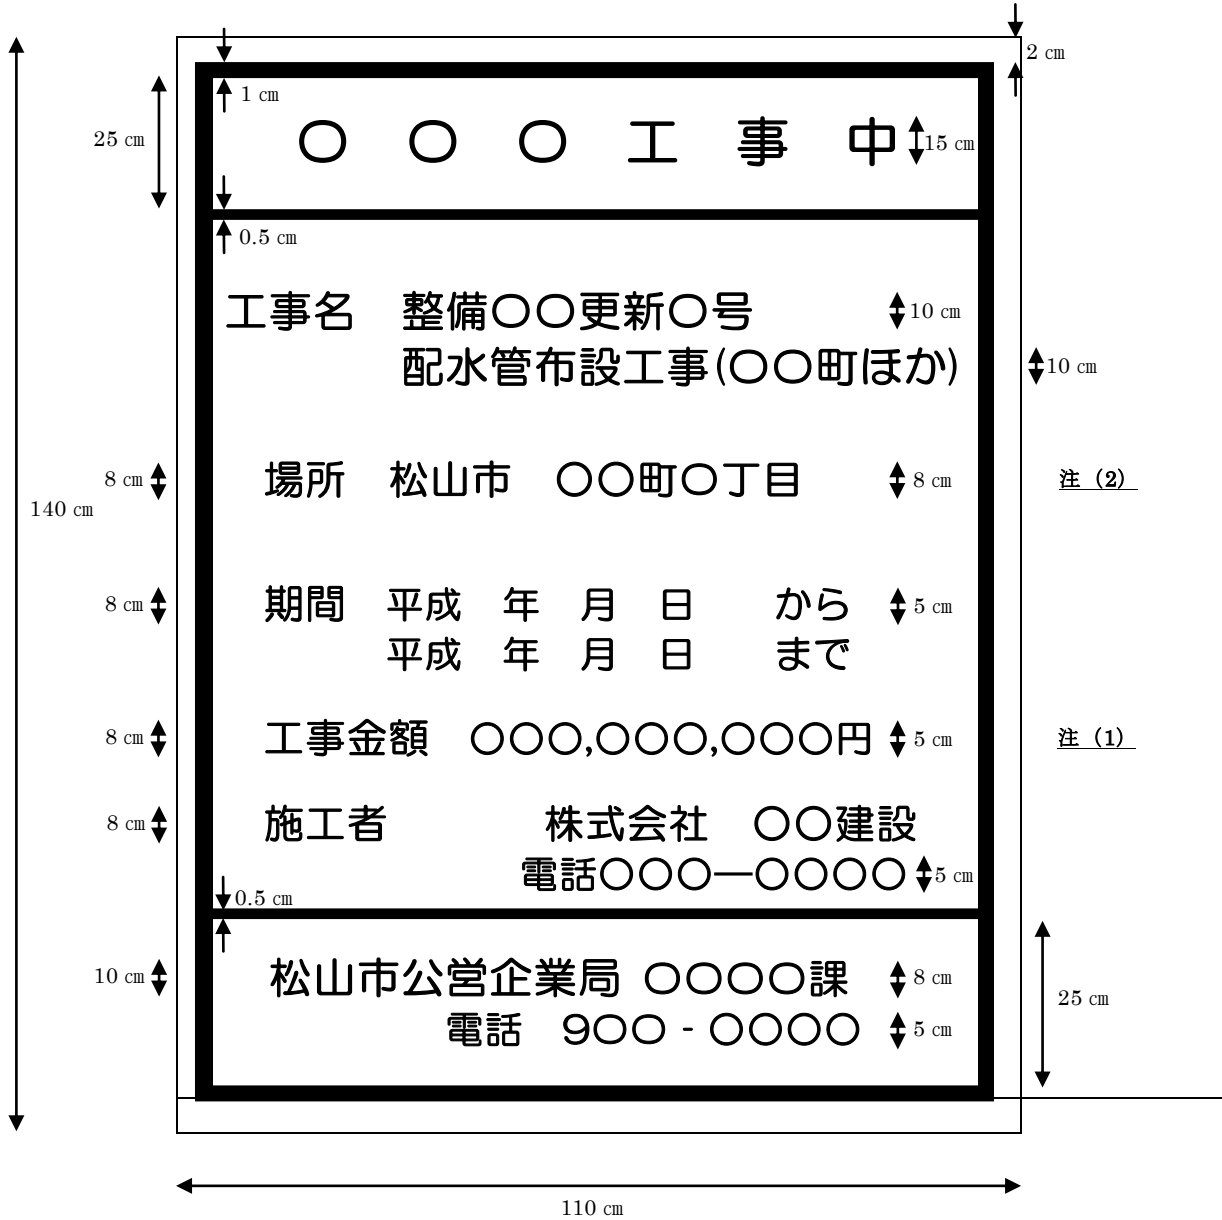 2 ㎝
1 ㎝
25 ㎝
〇 〇 〇 工 事 中 15 ㎝
0.5 ㎝
工事名 整備〇〇更新〇号 10 ㎝
配水管布設工事(〇〇町ほか) 10 ㎝
8 ㎝ 場所 松山市 〇〇町〇丁目 8 ㎝ 注（2）
140 ㎝
8 ㎝ 期間 平成 年 月 日 から 5 ㎝
平成 年 月 日 まで
8 ㎝ 工事金額 〇〇〇,〇〇〇,〇〇〇円 5 ㎝ 注（1）
8 ㎝ 施工者 株式会社 〇〇建設
電話〇〇〇―〇〇〇〇 5 ㎝
0.5 ㎝
10 ㎝ 松山市公営企業局 〇〇〇〇課 8 ㎝
25 ㎝
電話 900 - 〇〇〇〇 5 ㎝
110 ㎝